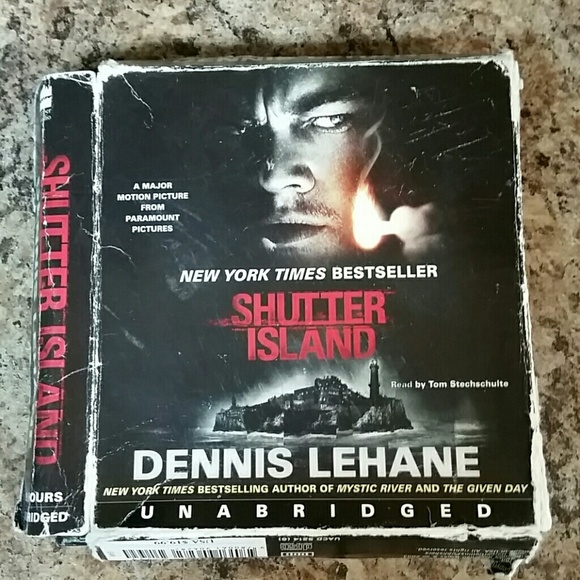 SHUTTER ISLAND
OURS
RIDGED
A MAJOR
MOTION PICTURE
FROM
PARAMOUNT
PICTURES
NEW YORK TIMES BESTSELLER
SHUTTER
ISLAND
Read by Tom Stechschulte
DENNIS LEHANE
NEW YORK TIMES BESTSELLING AUTHOR OF MYSTIC RIVER AND THE GIVEN DAY
UNABRIDGED